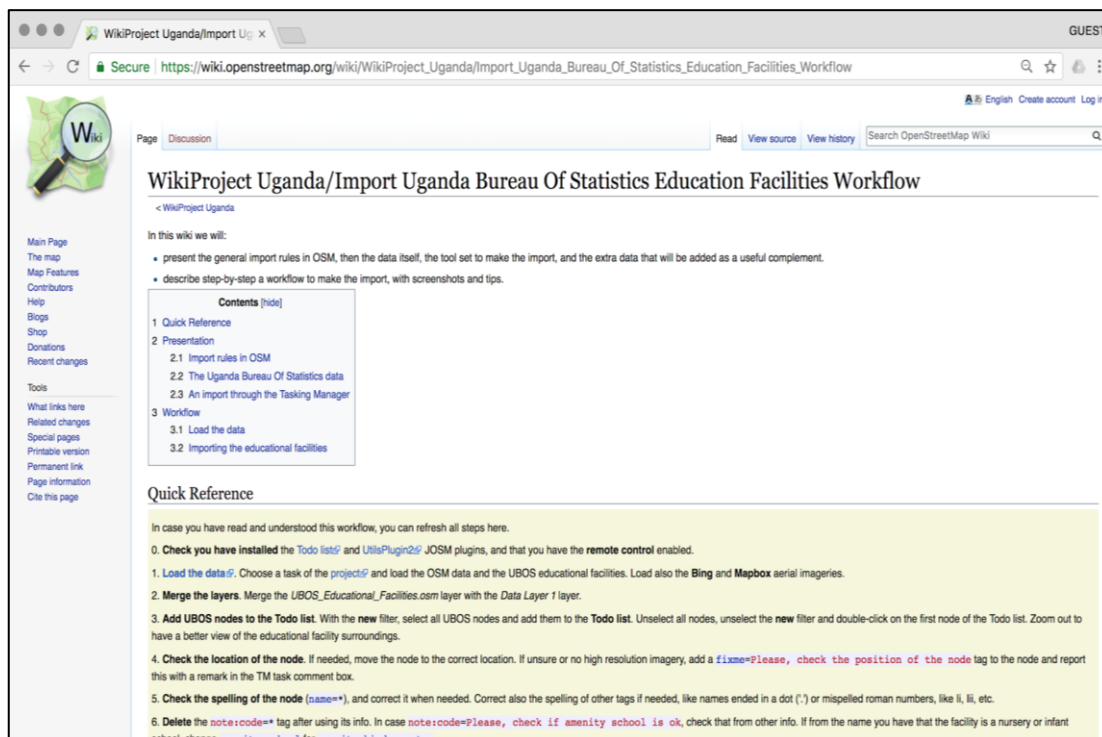 WikiProject Uganda/Import Ug
GUEST
Secure https://wiki.openstreetmap.org/wiki/WikiProject_Uganda/Import_Uganda_Bureau_Of_Statistics_Education_Facilities_Workflow
English Create account Log in
Wiki
Page Discussion Read View source View history Search OpenStreetMap Wiki
WikiProject Uganda/Import Uganda Bureau Of Statistics Education Facilities Workflow
< WikiProject Uganda
In this wiki we will:
• present the general import rules in OSM, then the data itself, the tool set to make the import, and the extra data that will be added as a useful complement.
• describe step-by-step a workflow to make the import, with screenshots and tips.
Contents [hide]
1 Quick Reference
2 Presentation
2.1 Import rules in OSM
2.2 The Uganda Bureau Of Statistics data
2.3 An import through the Tasking Manager
3 Workflow
3.1 Load the data
3.2 Importing the educational facilities
Main Page
The map
Map Features
Contributors
Help
Blogs
Shop
Donations
Recent changes
Tools
What links here
Related changes
Special pages
Printable version
Permanent link
Page information
Cite this page
Quick Reference
In case you have read and understood this workflow, you can refresh all steps here.
0. Check you have installed the Todo list and UtilsPlugin2 JOSM plugins, and that you have the remote control enabled.
1. Load the data. Choose a task of the project and load the OSM data and the UBOS educational facilities. Load also the Bing and Mapbox aerial imageries.
2. Merge the layers. Merge the UBOS_Educational_Facilities.osm layer with the Data Layer 1 layer.
3. Add UBOS nodes to the Todo list. With the new filter, select all UBOS nodes and add them to the Todo list. Unselect all nodes, unselect the new filter and double-click on the first node of the Todo list. Zoom out to
have a better view of the educational facility surroundings.
4. Check the location of the node. If needed, move the node to the correct location. If unsure or no high resolution imagery, add a fixme=Please, check the position of the node tag to the node and report
this with a remark in the TM task comment box.
5. Check the spelling of the node (name=*), and correct it when needed. Correct also the spelling of other tags if needed, like names ended in a dot ('.') or mispelled roman numbers, like li, lii, etc.
6. Delete the note:code=* tag after using its info. In case note:code=Please, check if amenity school is ok, check that from other info. If from the name you have that the facility is a nursery or infant